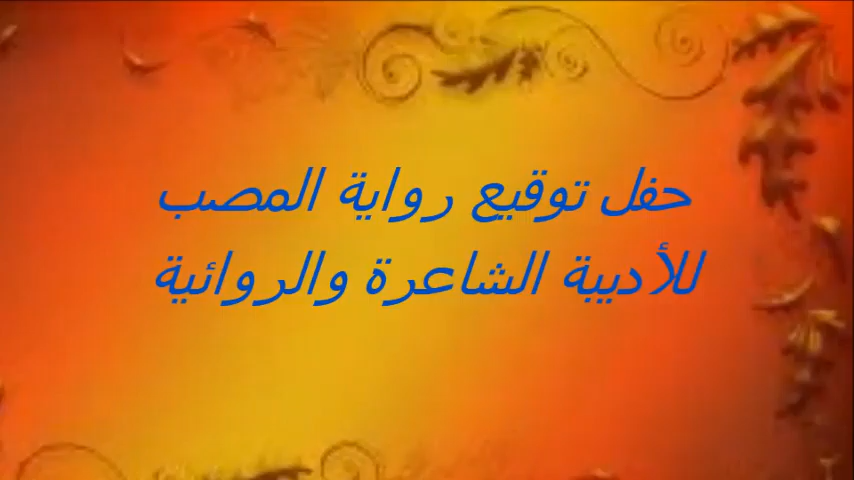 حفل توقيع رواية المصب
للأديبة الشاعرة والروائية